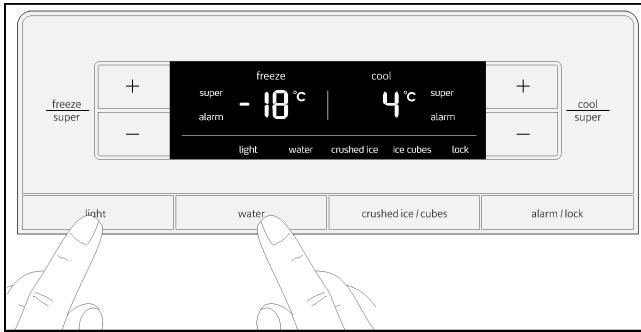 freeze cool
super - 18 °C 4 °C super
alarm alarm
light water crushed ice ice cubes lock
freeze
super
+
−
+
−
cool
super
light water crushed ice / cubes alarm / lock